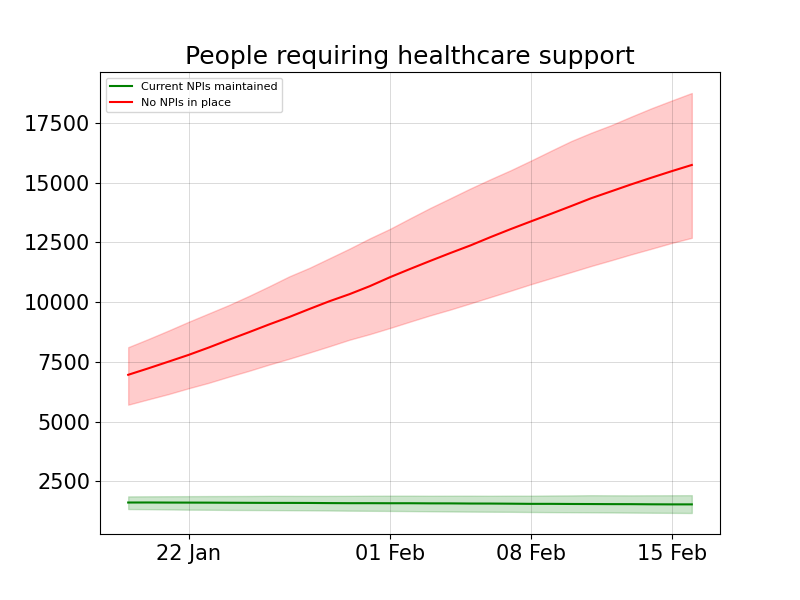 People requiring healthcare support
Current NPIs maintained
No NPIs in place
17500
15000
12500
10000
7500
5000
2500
22 Jan
01 Feb
08 Feb
15 Feb